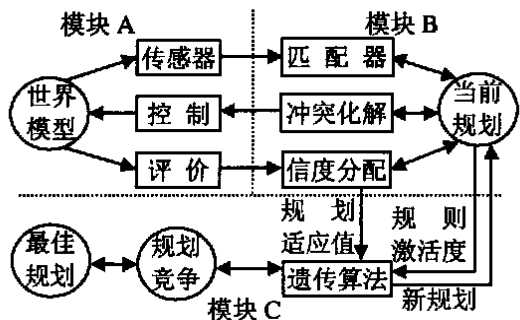 模块 A
模块 B
传感器
匹 配 器
世界
模型
控 制
冲突化解
当前
规划
评 价
信度分配
规 划
适应值
规 则
激活度
最佳
规划
规划
竞争
遗传算法
新规划
模块 C